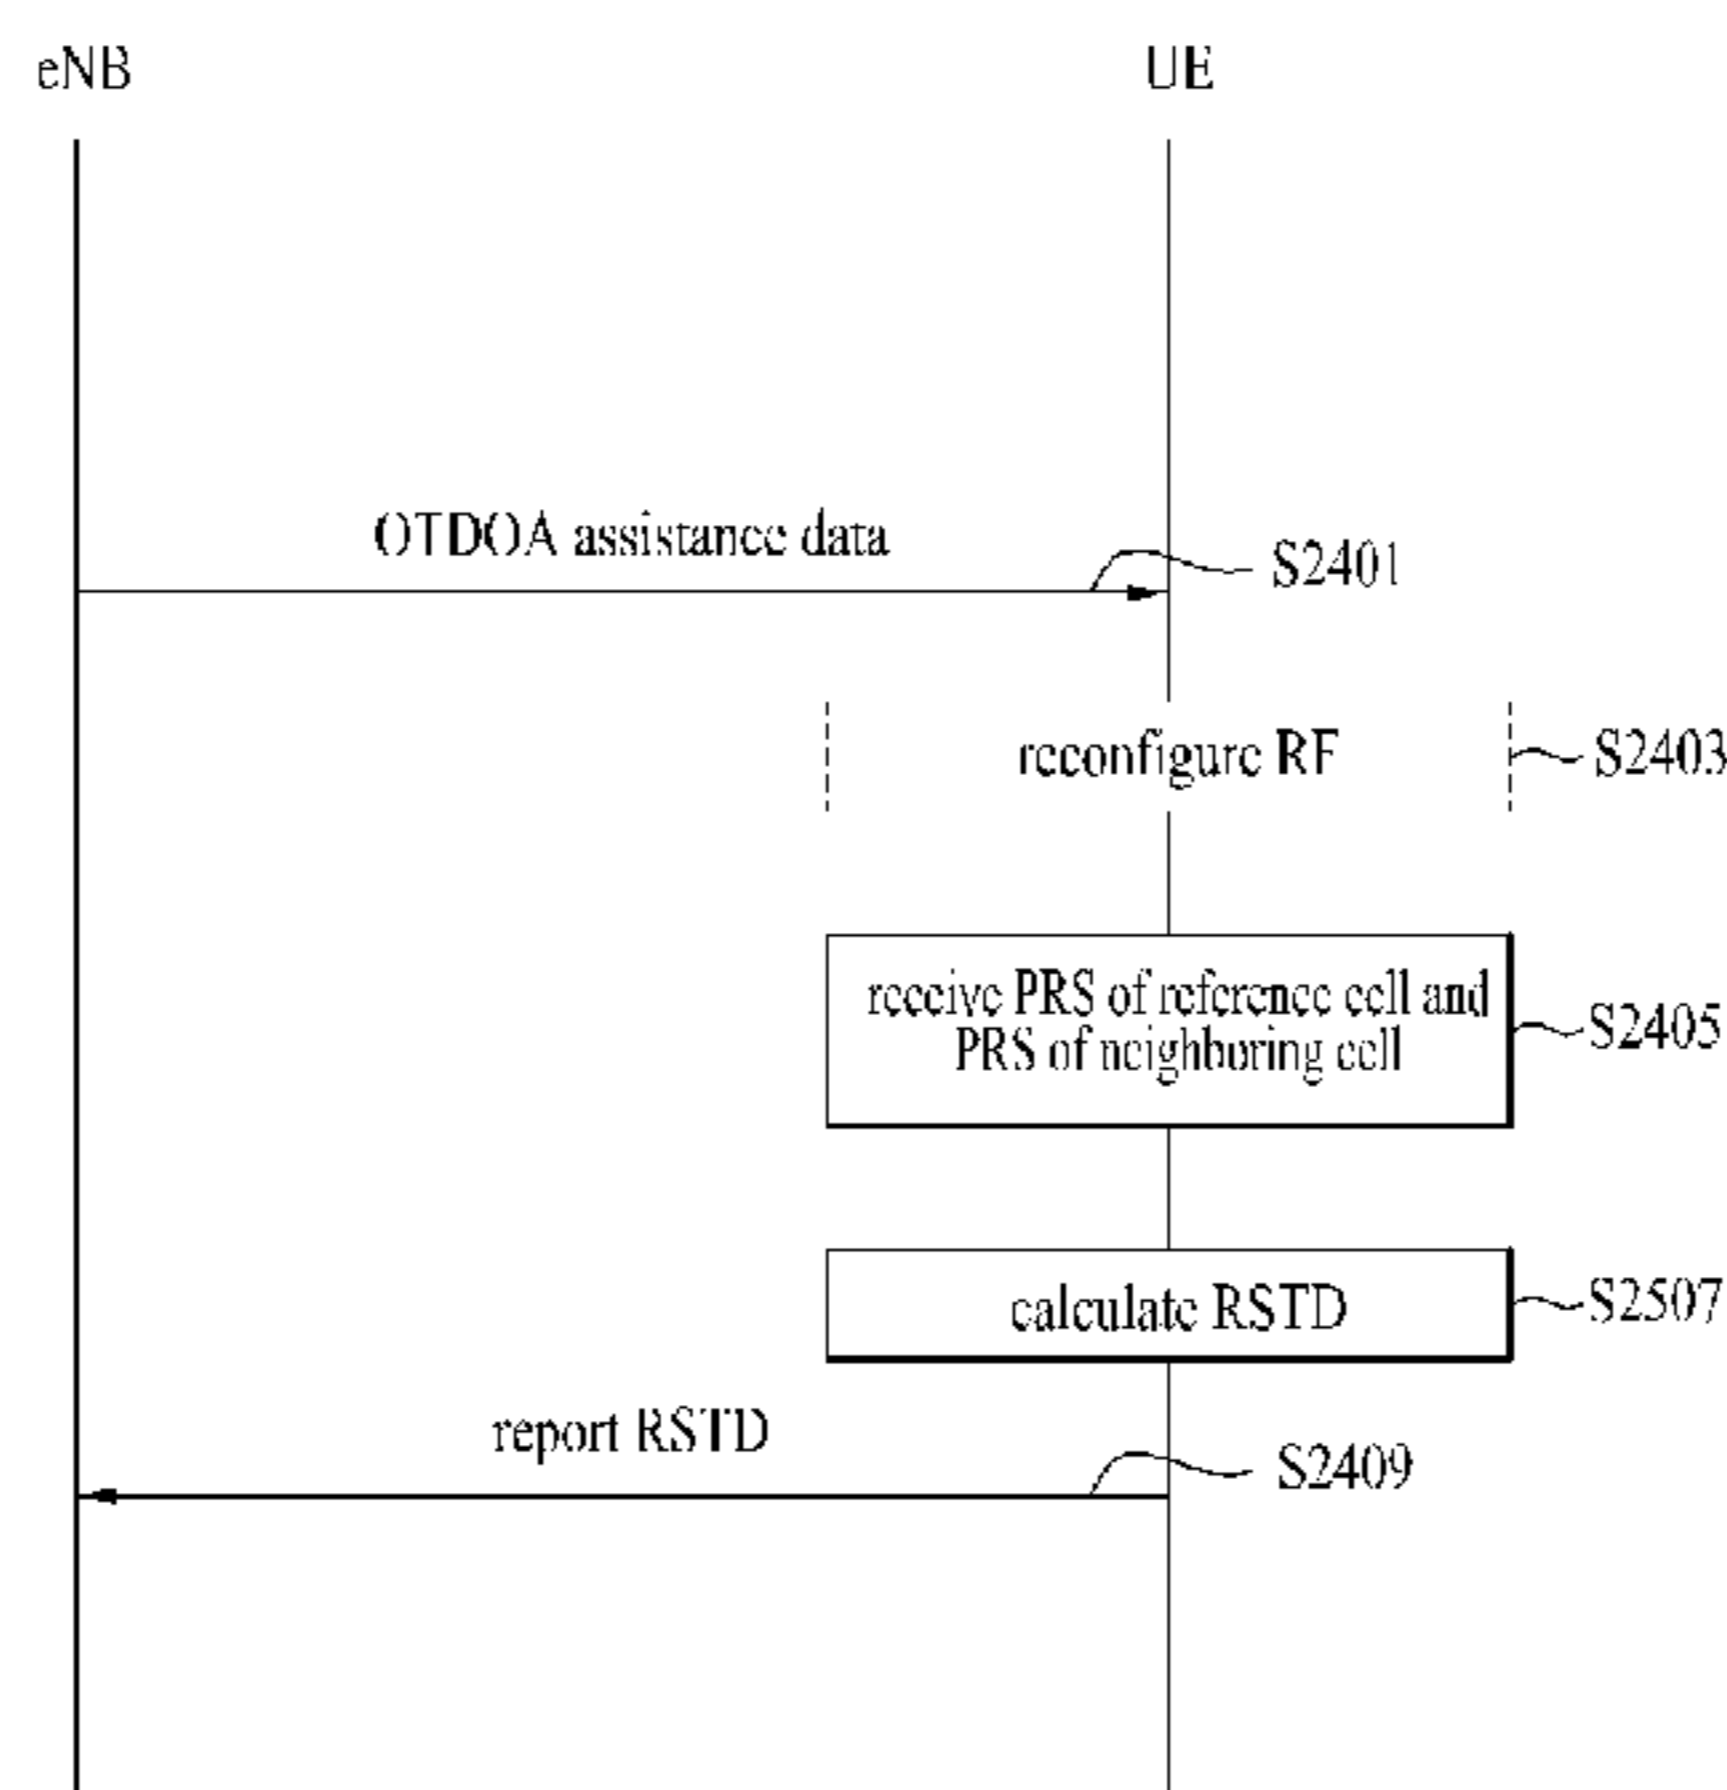 eNB
UE
OTDOA assistance data
S2401
reconfigure RF
S2403
receive PRS of reference cell and
PRS of neighboring cell
S2405
calculate RSTD
S2507
report RSTD
S2409